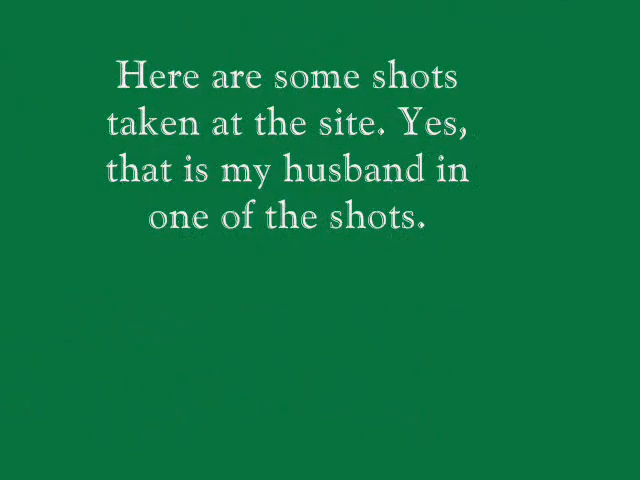 Here are some shots
taken at the site. Yes,
that is my husband in
one of the shots.